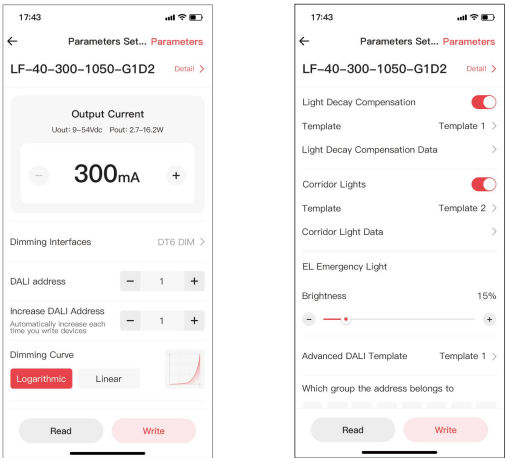 17:43
Parameters Set... Parameters
LF-40-300-1050-G1D2 Detail >
Output Current
Uout: 9-54Vdc Pout: 2.7-16.2W
− 300mA +
Dimming Interfaces DT6 DIM >
DALI address − 1 +
Increase DALI Address
Automatically increase each
time you write devices
− 1 +
Dimming Curve
Logarithmic Linear
Read Write
17:43
Parameters Set... Parameters
LF-40-300-1050-G1D2 Detail >
Light Decay Compensation
Template Template 1 >
Light Decay Compensation Data >
Corridor Lights
Template Template 2 >
Corridor Light Data >
EL Emergency Light
Brightness 15%
− +
Advanced DALI Template Template 1 >
Which group the address belongs to
Read Write